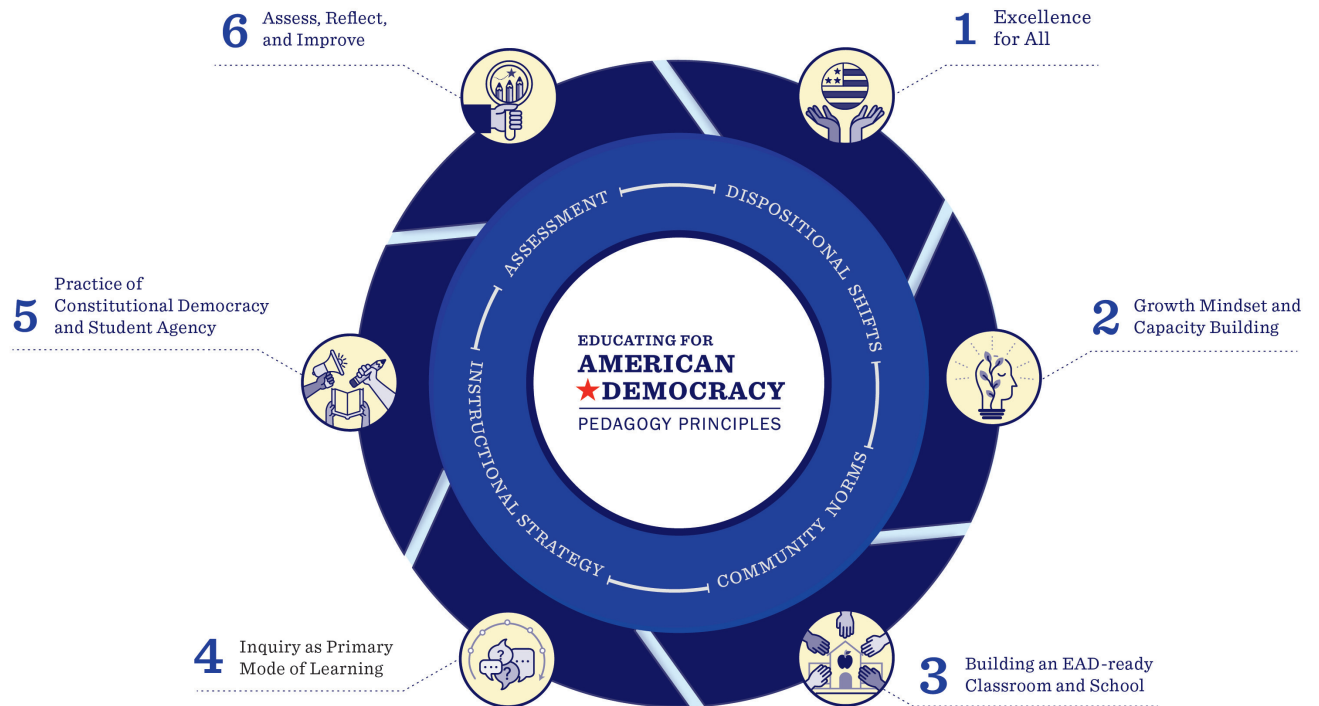 6 Assess, Reflect,
and Improve
1 Excellence
for All
ASSESSMENT
DISPOSITIONAL SHIFTS
5 Practice of
Constitutional Democracy
and Student Agency
2 Growth Mindset and
Capacity Building
EDUCATING FOR
AMERICAN
DEMOCRACY
PEDAGOGY PRINCIPLES
INSTRUCTIONAL STRATEGY
COMMUNITY NORMS
4 Inquiry as Primary
Mode of Learning
? ?
3 Building an EAD-ready
Classroom and School